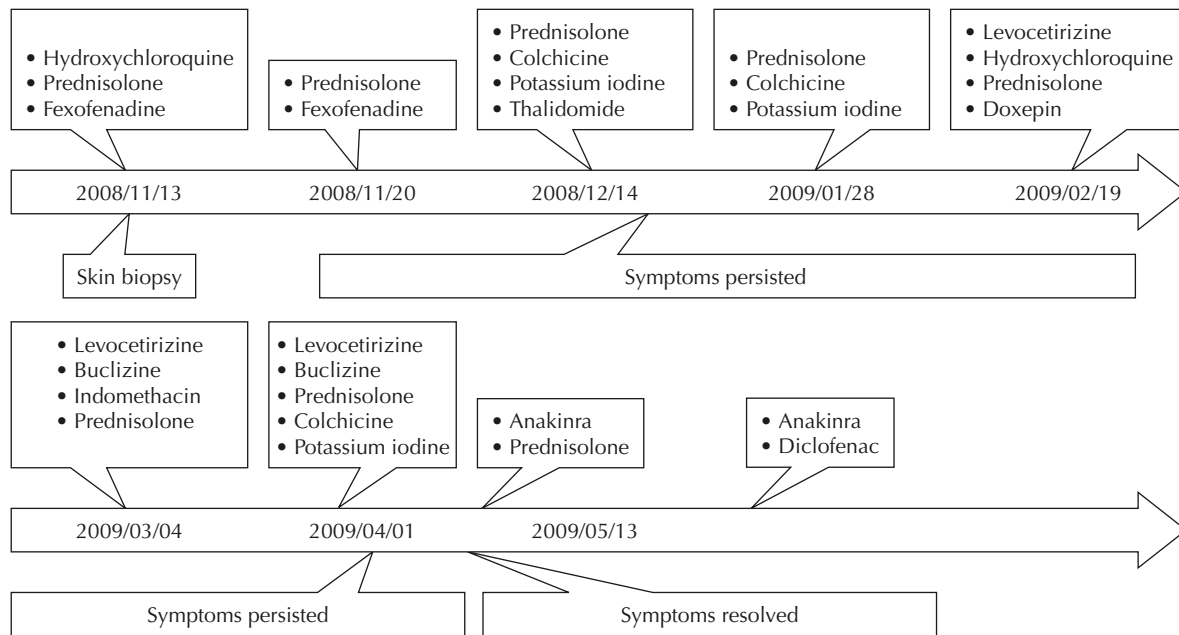 • Hydroxychloroquine
• Prednisolone
• Fexofenadine
• Prednisolone
• Fexofenadine
• Prednisolone
• Colchicine
• Potassium iodine
• Thalidomide
• Prednisolone
• Colchicine
• Potassium iodine
• Levocetirizine
• Hydroxychloroquine
• Prednisolone
• Doxepin
2008/11/13
2008/11/20
2008/12/14
2009/01/28
2009/02/19
Skin biopsy
Symptoms persisted
• Levocetirizine
• Buclizine
• Indomethacin
• Prednisolone
• Levocetirizine
• Buclizine
• Prednisolone
• Colchicine
• Potassium iodine
• Anakinra
• Prednisolone
• Anakinra
• Diclofenac
2009/03/04
2009/04/01
2009/05/13
Symptoms persisted
Symptoms resolved